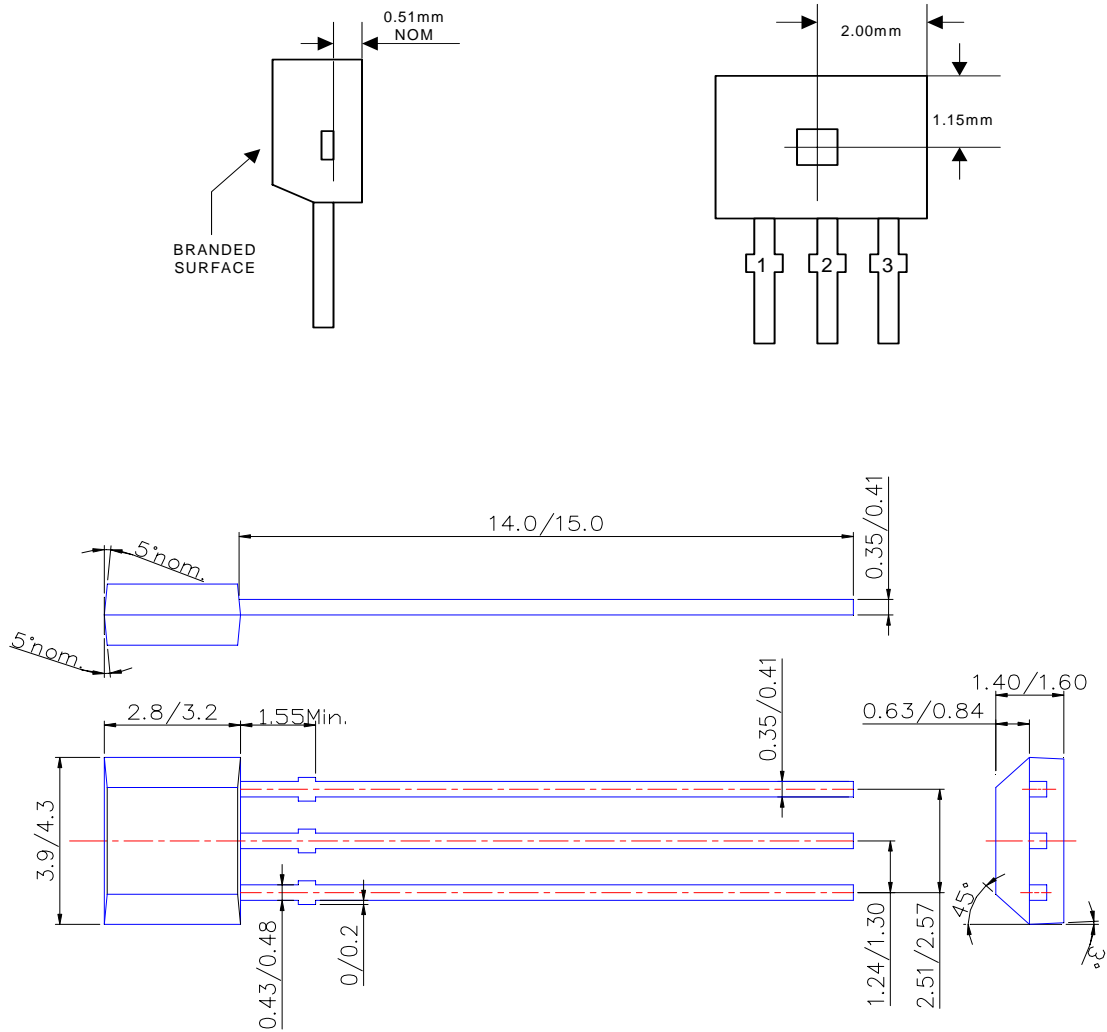 0.51mm
NOM
2.00mm
1.15mm
BRANDED
SURFACE
1 2 3
14.0/15.0
0.35/0.41
5°nom.
5°nom.
2.8/3.2
1.55Min.
0.35/0.41
1.40/1.60
0.63/0.84
3.9/4.3
0.43/0.48
0/0.2
1.24/1.30
2.51/2.57
45°
3°